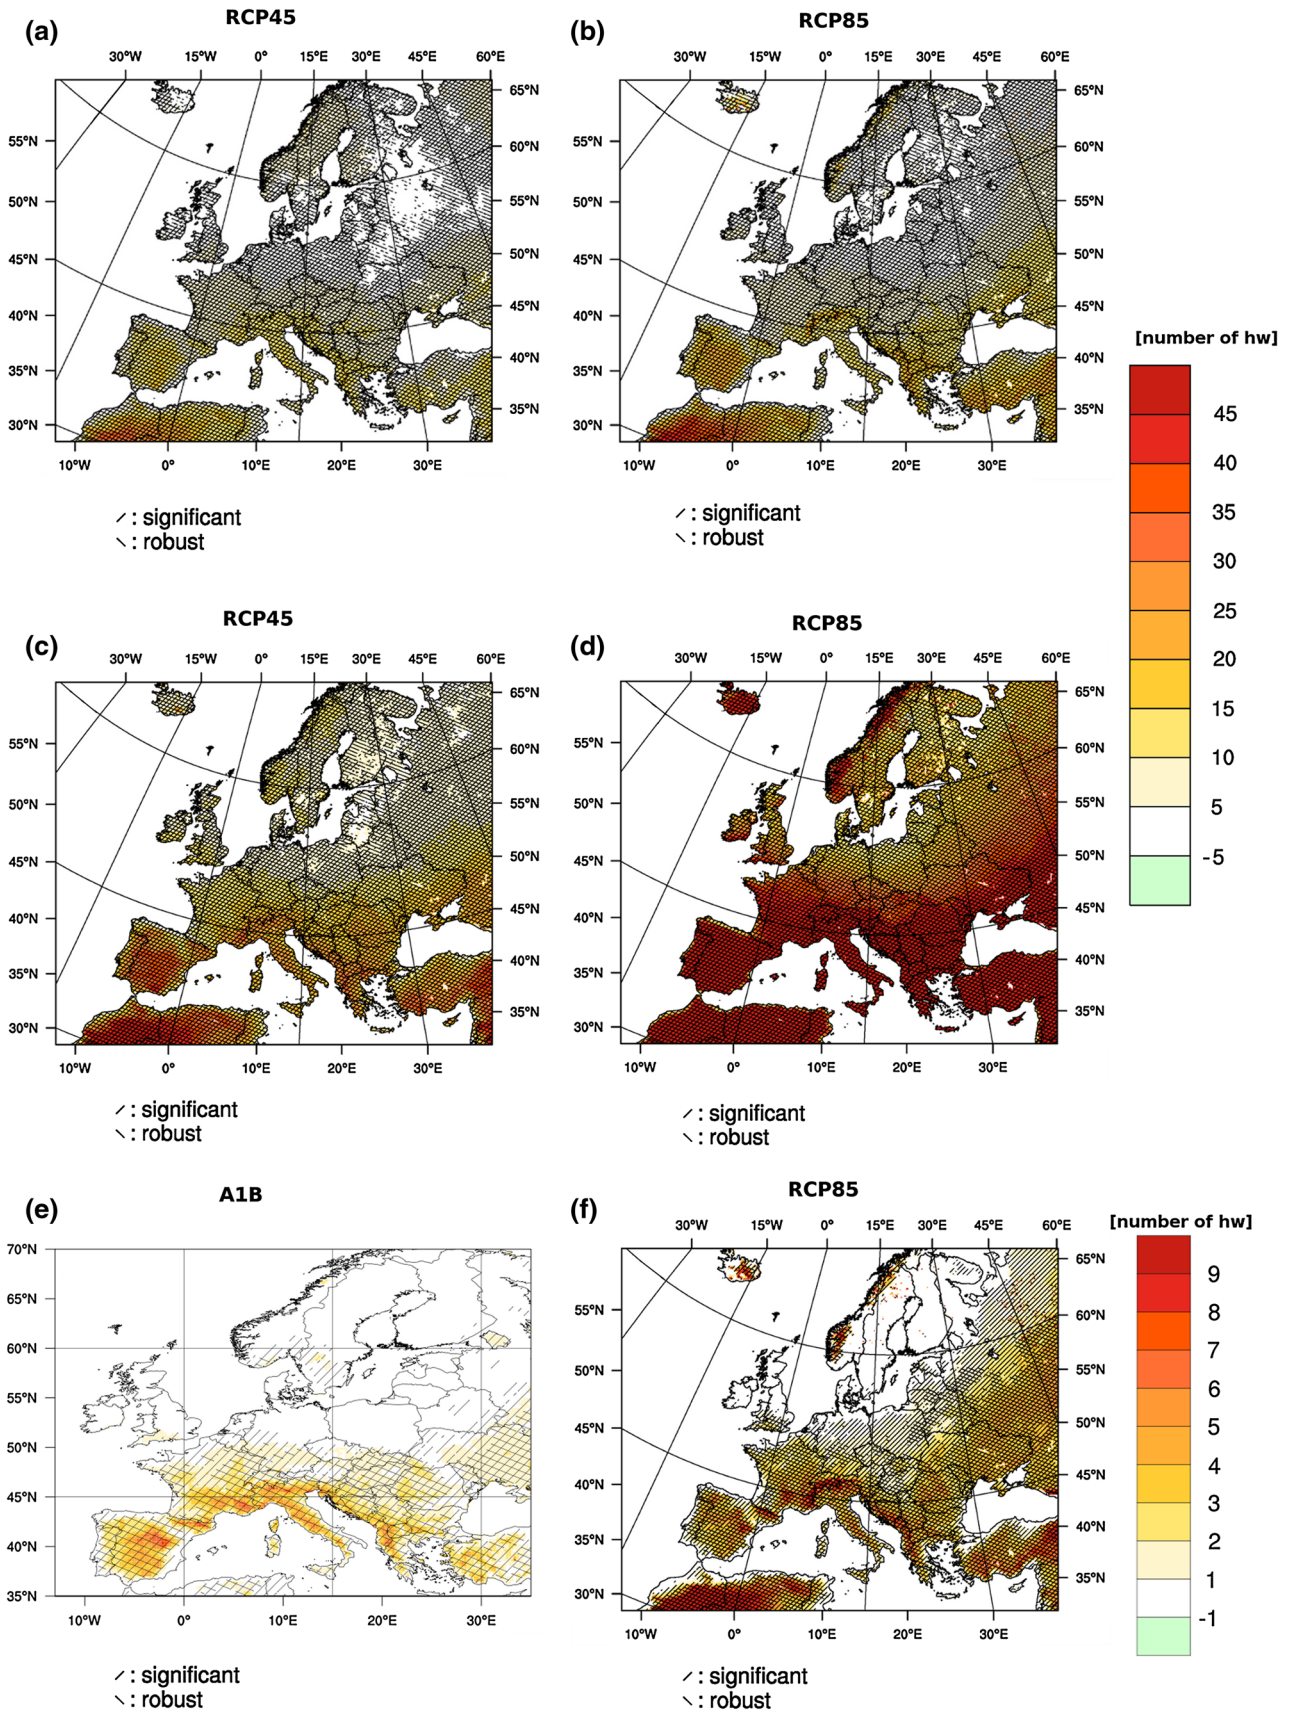 (a)
RCP45
30°W 15°W 0° 15°E 30°E 45°E 60°E
65°N
60°N
55°N
50°N
45°N
40°N
35°N
55°N
50°N
45°N
40°N
35°N
30°N
10°W 0° 10°E 20°E 30°E
⟋ : significant
⟍ : robust
(b)
RCP85
30°W 15°W 0° 15°E 30°E 45°E 60°E
65°N
60°N
55°N
50°N
45°N
40°N
35°N
55°N
50°N
45°N
40°N
35°N
30°N
10°W 0° 10°E 20°E 30°E
⟋ : significant
⟍ : robust
[number of hw]
45
40
35
30
25
20
15
10
5
-5
(c)
RCP45
30°W 15°W 0° 15°E 30°E 45°E 60°E
65°N
60°N
55°N
50°N
45°N
40°N
35°N
55°N
50°N
45°N
40°N
35°N
30°N
10°W 0° 10°E 20°E 30°E
⟋ : significant
⟍ : robust
(d)
RCP85
30°W 15°W 0° 15°E 30°E 45°E 60°E
65°N
60°N
55°N
50°N
45°N
40°N
35°N
55°N
50°N
45°N
40°N
35°N
30°N
10°W 0° 10°E 20°E 30°E
⟋ : significant
⟍ : robust
(e)
A1B
70°N
65°N
60°N
55°N
50°N
45°N
40°N
35°N
10°W 0° 10°E 20°E 30°E
⟋ : significant
⟍ : robust
(f)
RCP85
30°W 15°W 0° 15°E 30°E 45°E 60°E
65°N
60°N
55°N
50°N
45°N
40°N
35°N
55°N
50°N
45°N
40°N
35°N
30°N
10°W 0° 10°E 20°E 30°E
⟋ : significant
⟍ : robust
[number of hw]
9
8
7
6
5
4
3
2
1
-1